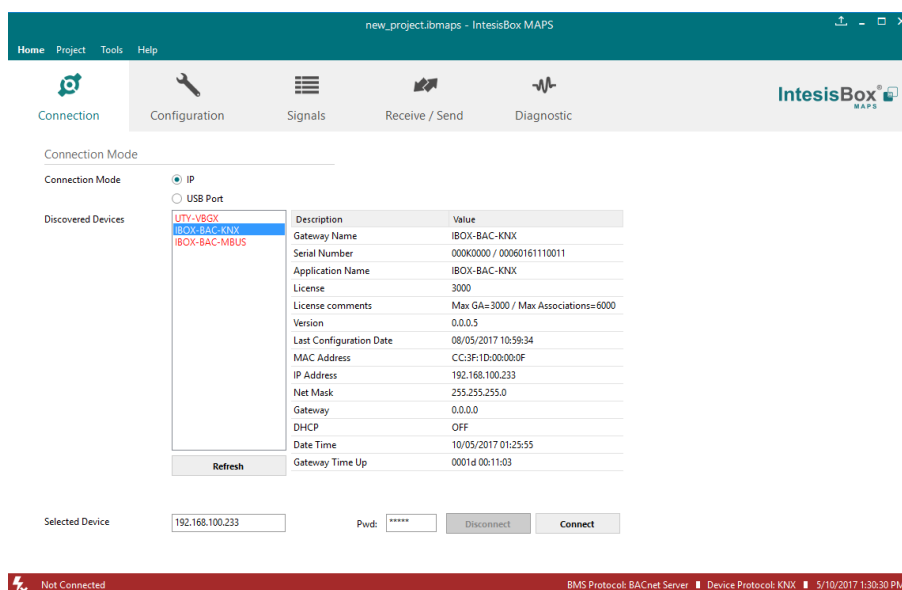 new_project.ibmaps - IntesisBox MAPS
Home Project Tools Help
Connection Configuration Signals Receive / Send Diagnostic
IntesisBox®
MAPS
Connection Mode
Connection Mode IP
USB Port
Discovered Devices
UTY-VBGX
IBOX-BAC-KNX
IBOX-BAC-MBUS
Description Value
Gateway Name IBOX-BAC-KNX
Serial Number 000K0000 / 00060161110011
Application Name IBOX-BAC-KNX
License 3000
License comments Max GA=3000 / Max Associations=6000
Version 0.0.0.5
Last Configuration Date 08/05/2017 10:59:34
MAC Address CC:3F:1D:00:00:0F
IP Address 192.168.100.233
Net Mask 255.255.255.0
Gateway 0.0.0.0
DHCP OFF
Date Time 10/05/2017 01:25:55
Gateway Time Up 0001d 00:11:03
Refresh
Selected Device 192.168.100.233 Pwd: ***** Disconnect Connect
Not Connected BMS Protocol: BACnet Server Device Protocol: KNX 5/10/2017 1:30:30 PM